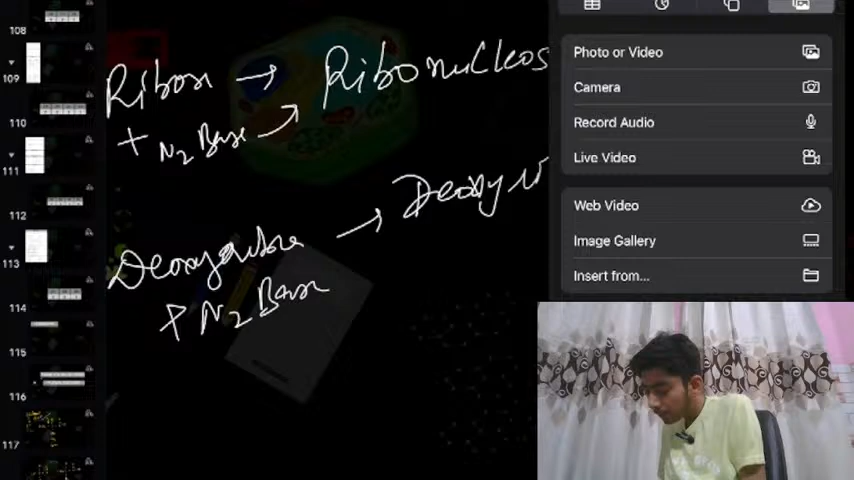 108
109
110
111
112
113
114
115
116
117
Ribose → Ribonucleos
+ N2 Base
Deoxyribose → Deoxyri
+ N2 Base
Photo or Video
Camera
Record Audio
Live Video
Web Video
Image Gallery
Insert from...